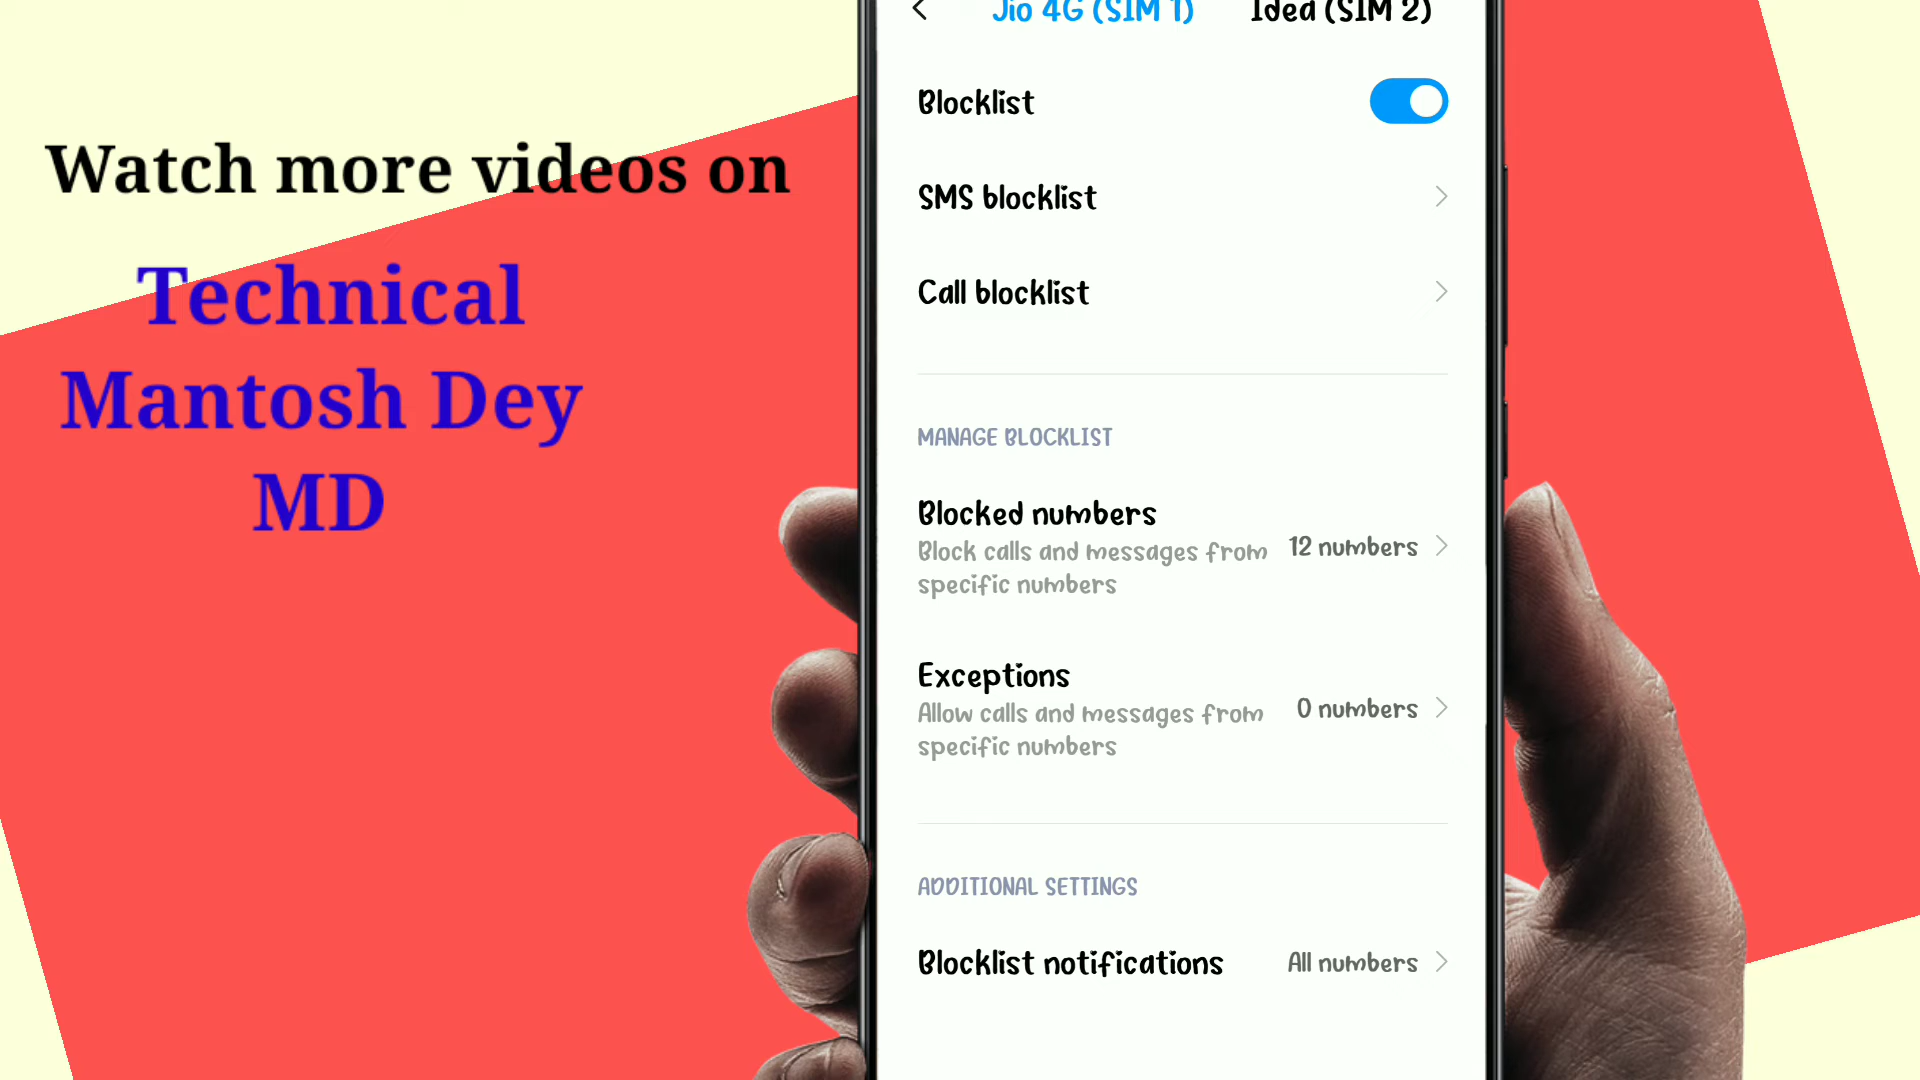 Watch more videos on
Technical
Mantosh Dey
MD
Jio 4G (SIM 1)
Idea (SIM 2)
Blocklist
SMS blocklist
Call blocklist
MANAGE BLOCKLIST
Blocked numbers
Block calls and messages from
specific numbers
12 numbers
Exceptions
Allow calls and messages from
specific numbers
0 numbers
ADDITIONAL SETTINGS
Blocklist notifications
All numbers